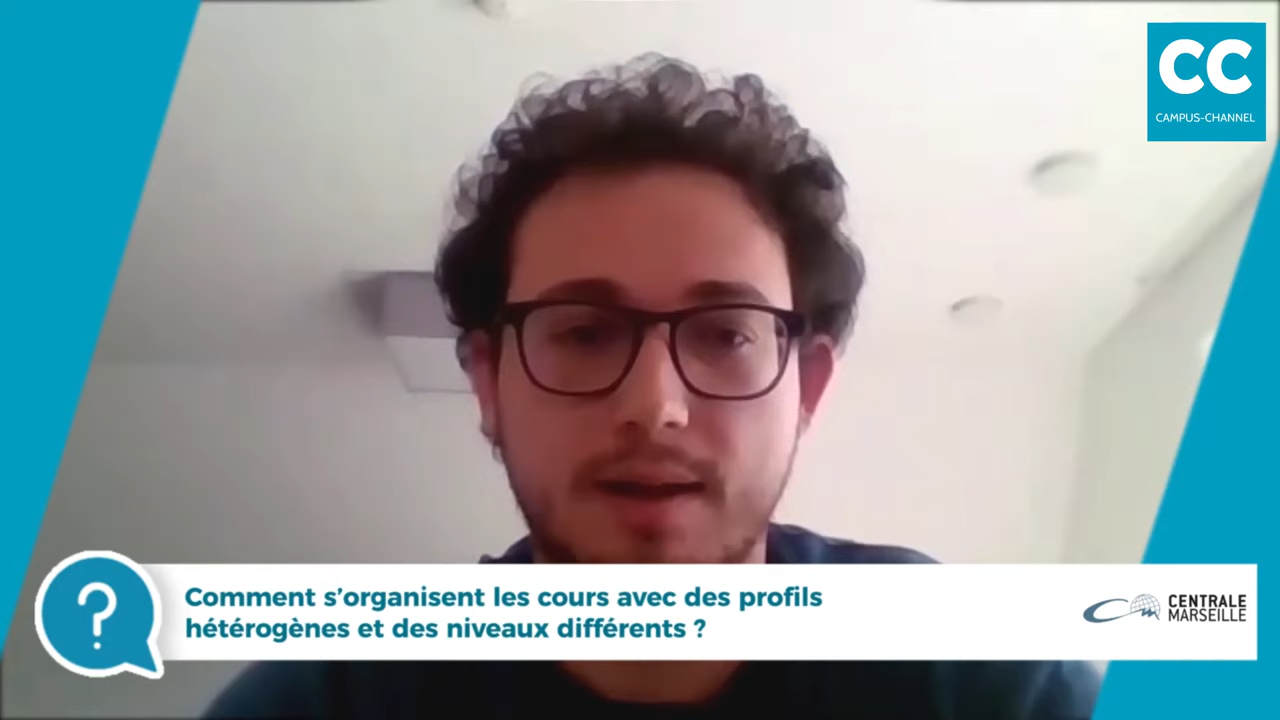 CC
CAMPUS-CHANNEL
Comment s’organisent les cours avec des profils
hétérogènes et des niveaux différents ?
CENTRALE
MARSEILLE